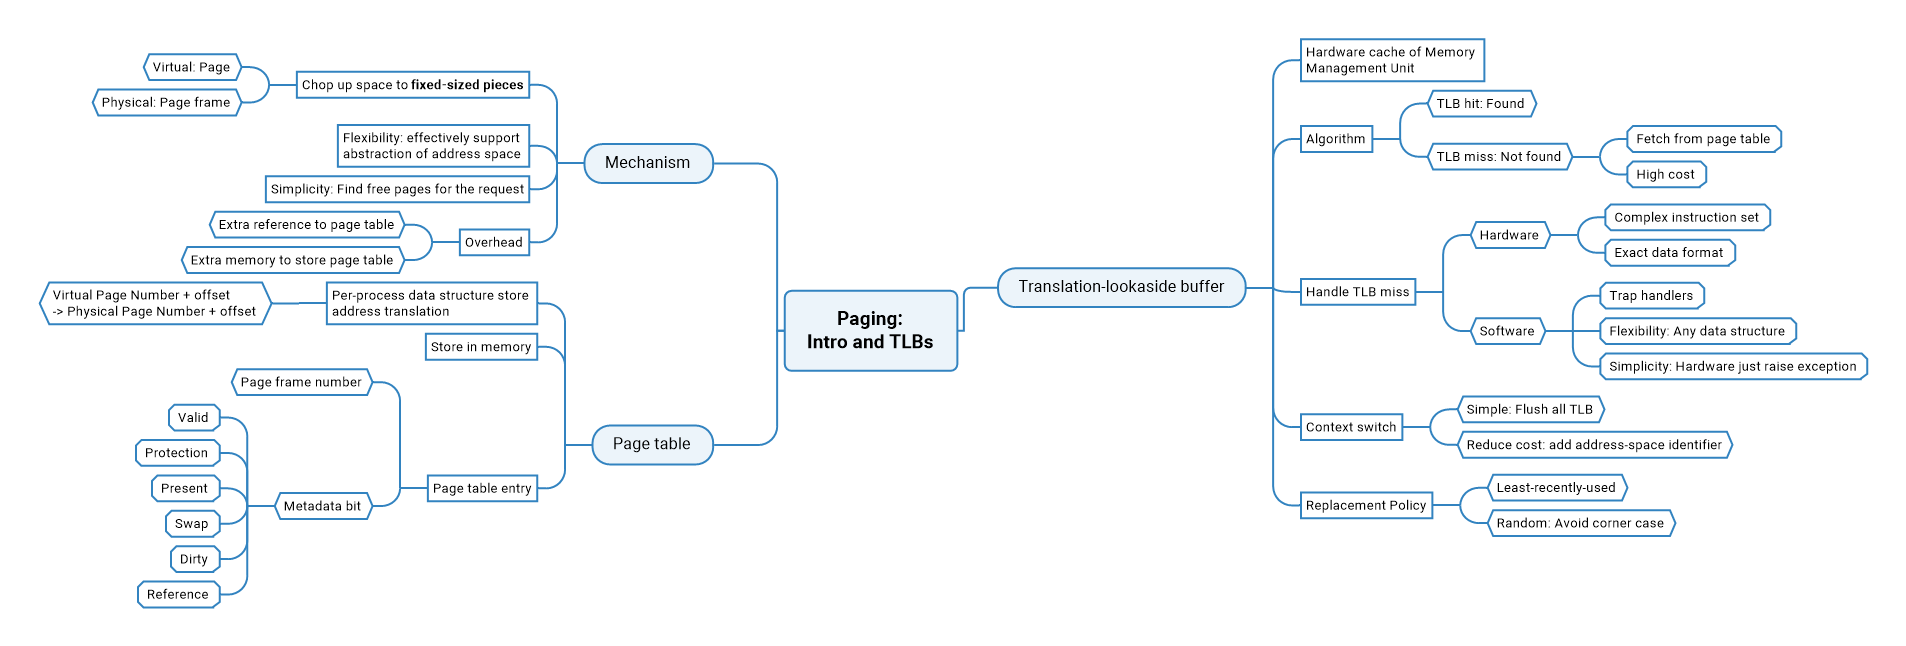 Paging:
Intro and TLBs
Mechanism
Chop up space to fixed-sized pieces
Virtual: Page
Physical: Page frame
Flexibility: effectively support
abstraction of address space
Simplicity: Find free pages for the request
Overhead
Extra reference to page table
Extra memory to store page table
Page table
Per-process data structure store
address translation
Virtual Page Number + offset
-> Physical Page Number + offset
Store in memory
Page table entry
Page frame number
Metadata bit
Valid
Protection
Present
Swap
Dirty
Reference
Translation-lookaside buffer
Hardware cache of Memory
Management Unit
Algorithm
TLB hit: Found
TLB miss: Not found
Fetch from page table
High cost
Handle TLB miss
Hardware
Complex instruction set
Exact data format
Software
Trap handlers
Flexibility: Any data structure
Simplicity: Hardware just raise exception
Context switch
Simple: Flush all TLB
Reduce cost: add address-space identifier
Replacement Policy
Least-recently-used
Random: Avoid corner case